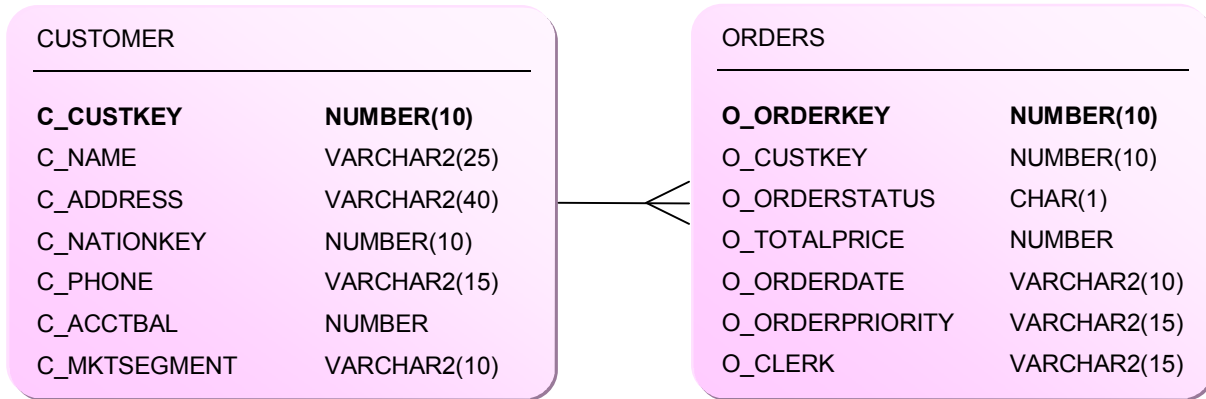 CUSTOMER
C_CUSTKEY NUMBER(10)
C_NAME VARCHAR2(25)
C_ADDRESS VARCHAR2(40)
C_NATIONKEY NUMBER(10)
C_PHONE VARCHAR2(15)
C_ACCTBAL NUMBER
C_MKTSEGMENT VARCHAR2(10)
ORDERS
O_ORDERKEY NUMBER(10)
O_CUSTKEY NUMBER(10)
O_ORDERSTATUS CHAR(1)
O_TOTALPRICE NUMBER
O_ORDERDATE VARCHAR2(10)
O_ORDERPRIORITY VARCHAR2(15)
O_CLERK VARCHAR2(15)